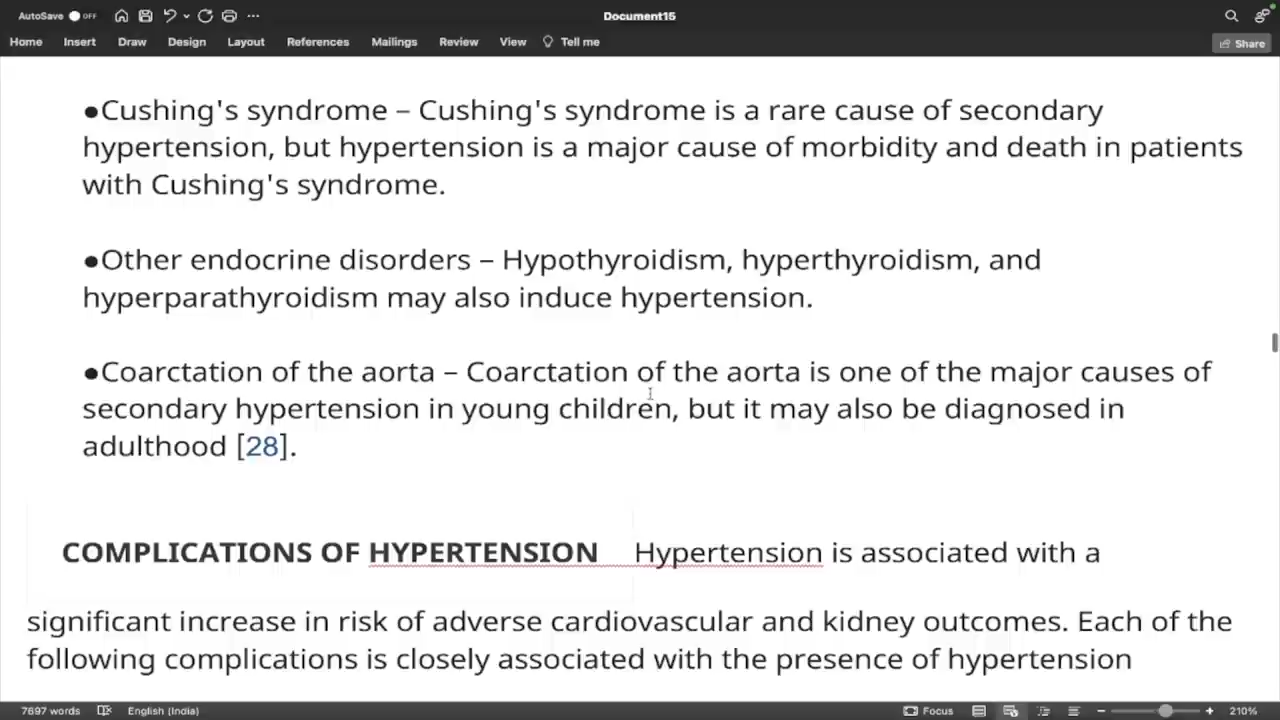 AutoSave OFF ... Document15
Home Insert Draw Design Layout References Mailings Review View Tell me Share
●Cushing's syndrome – Cushing's syndrome is a rare cause of secondary
hypertension, but hypertension is a major cause of morbidity and death in patients
with Cushing's syndrome.
●Other endocrine disorders – Hypothyroidism, hyperthyroidism, and
hyperparathyroidism may also induce hypertension.
●Coarctation of the aorta – Coarctation of the aorta is one of the major causes of
secondary hypertension in young children, but it may also be diagnosed in
adulthood [28].
COMPLICATIONS OF HYPERTENSION Hypertension is associated with a
significant increase in risk of adverse cardiovascular and kidney outcomes. Each of the
following complications is closely associated with the presence of hypertension
7697 words English (India) Focus 210%